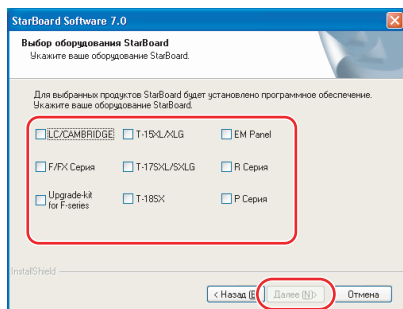 StarBoard Software 7.0
Выбор оборудования StarBoard
Укажите ваше оборудование StarBoard.
Для выбранных продуктов StarBoard будет установлено программное обеспечение.
Укажите ваше оборудование StarBoard.
LC/CAMBRIDGE T-15XL/XLG EM Panel
F/FX Серия T-17SXL/SXLG R Серия
Upgrade-kit
for F-series
T-18SX P Серия
InstallShield
< Назад (B Далее (N)> Отмена